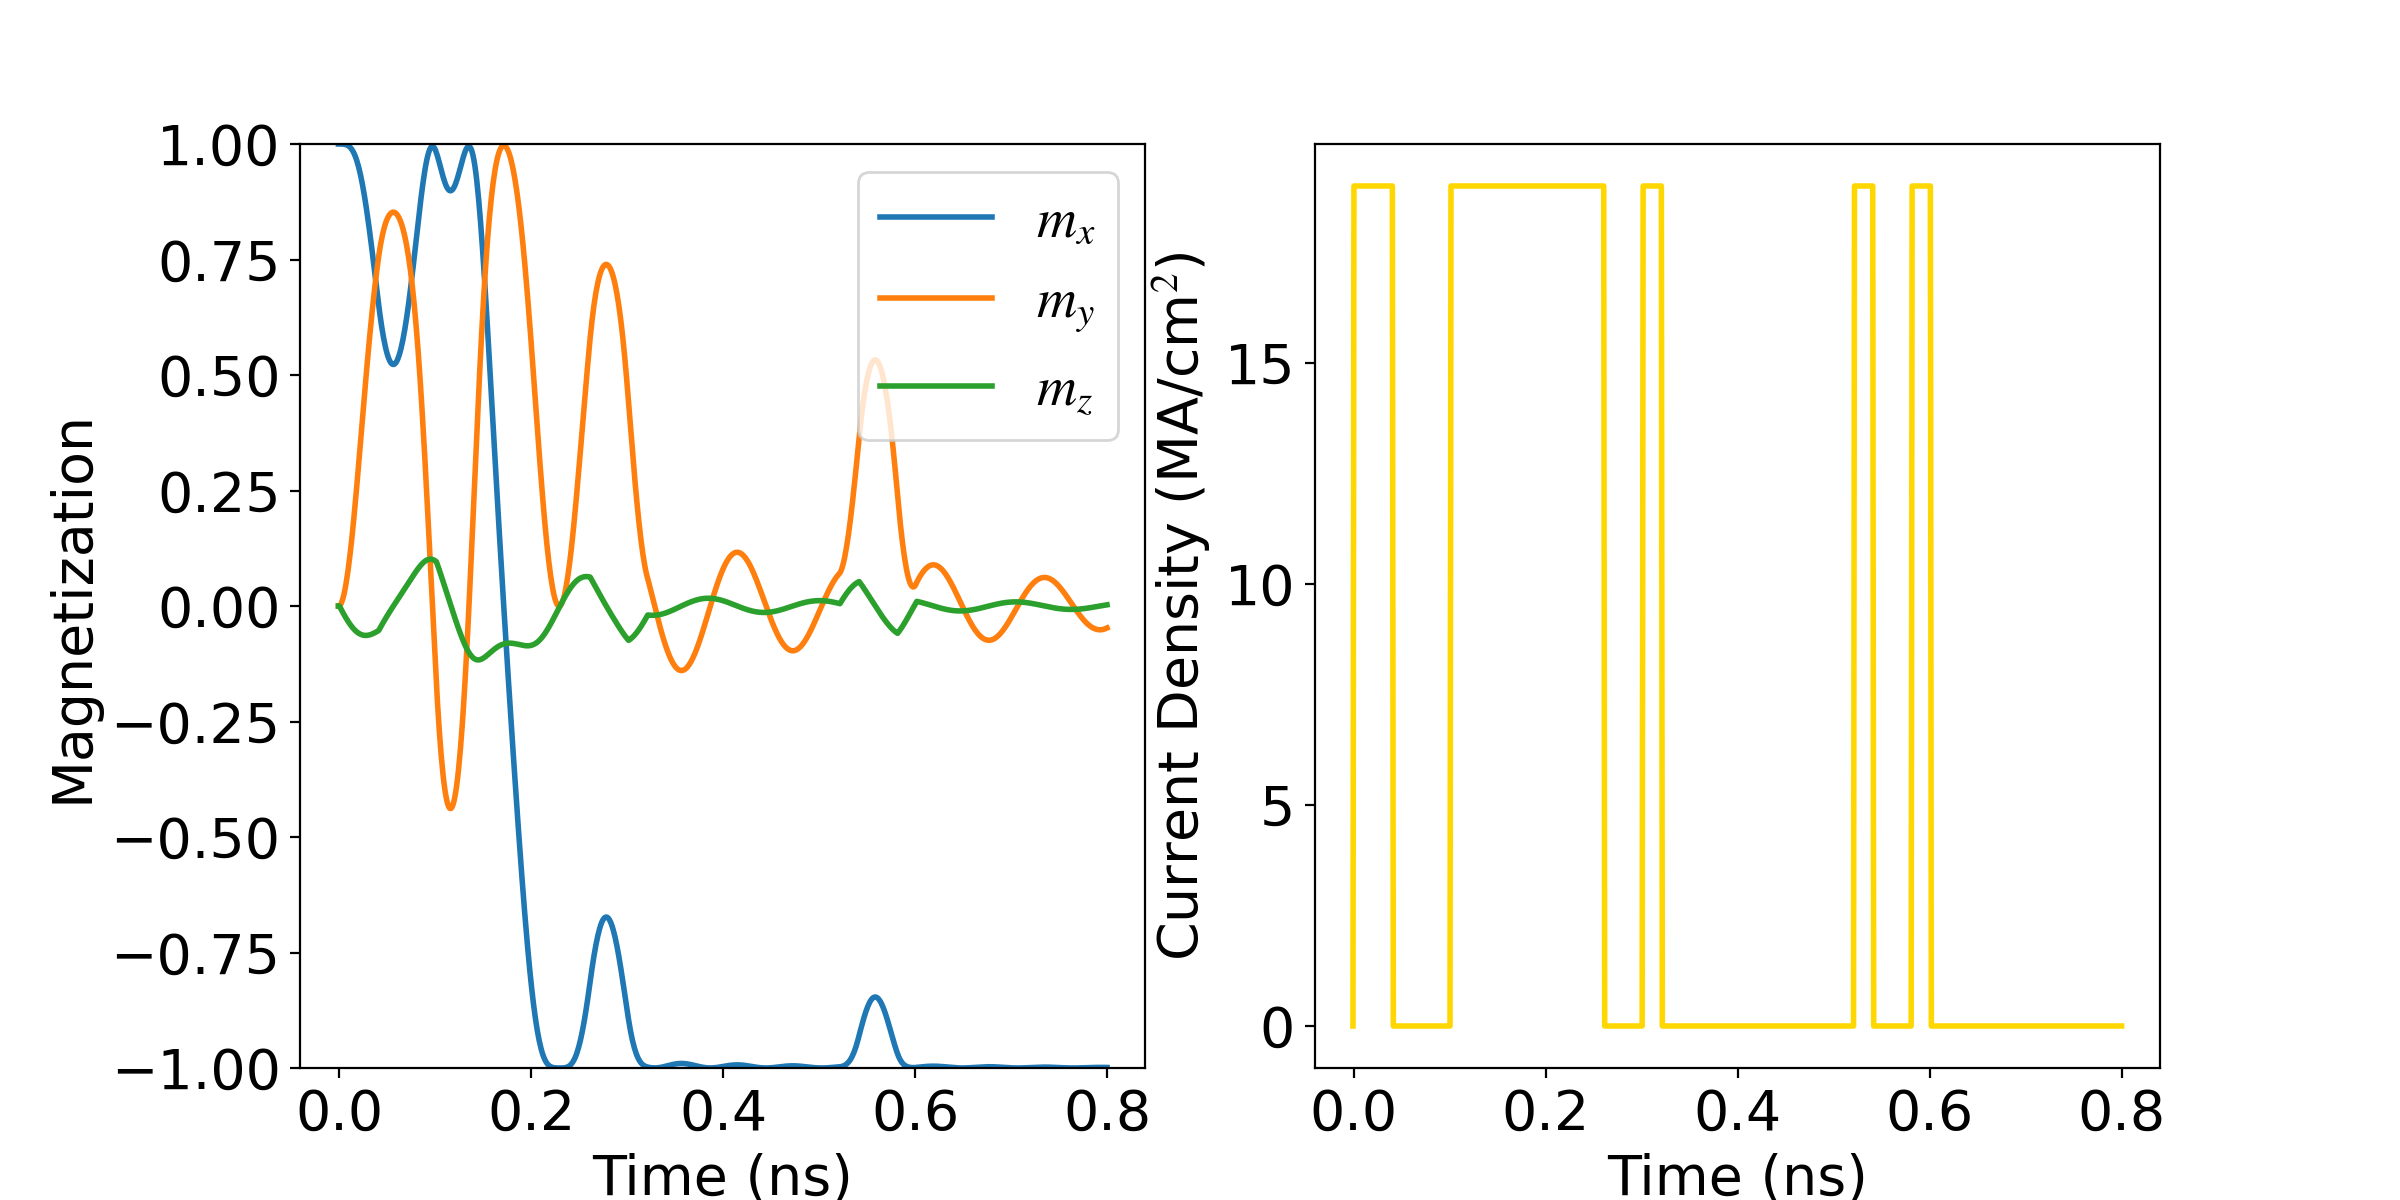 1.00
0.75
0.50
0.25
0.00
−0.25
−0.50
−0.75
−1.00
Magnetization
0.0 0.2 0.4 0.6 0.8
Time (ns)
m_x
m_y
m_z
Current Density (MA/cm²)
15
10
5
0
0.0 0.2 0.4 0.6 0.8
Time (ns)